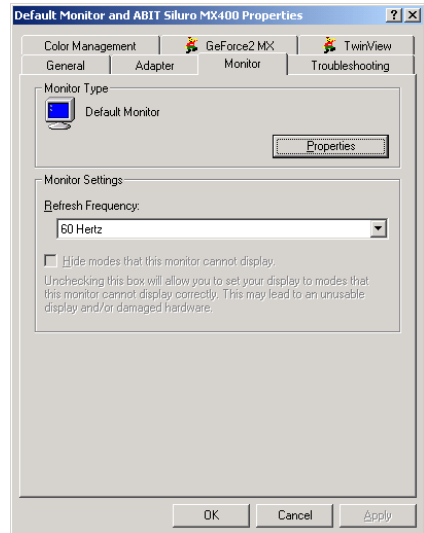 Default Monitor and ABIT Siluro MX400 Properties
Color Management
GeForce2 MX
TwinView
General
Adapter
Monitor
Troubleshooting
Monitor Type
Default Monitor
Properties
Monitor Settings
Refresh Frequency:
60 Hertz
Hide modes that this monitor cannot display.
Unchecking this box will allow you to set your display to modes that
this monitor cannot display correctly. This may lead to an unusable
display and/or damaged hardware.
OK
Cancel
Apply